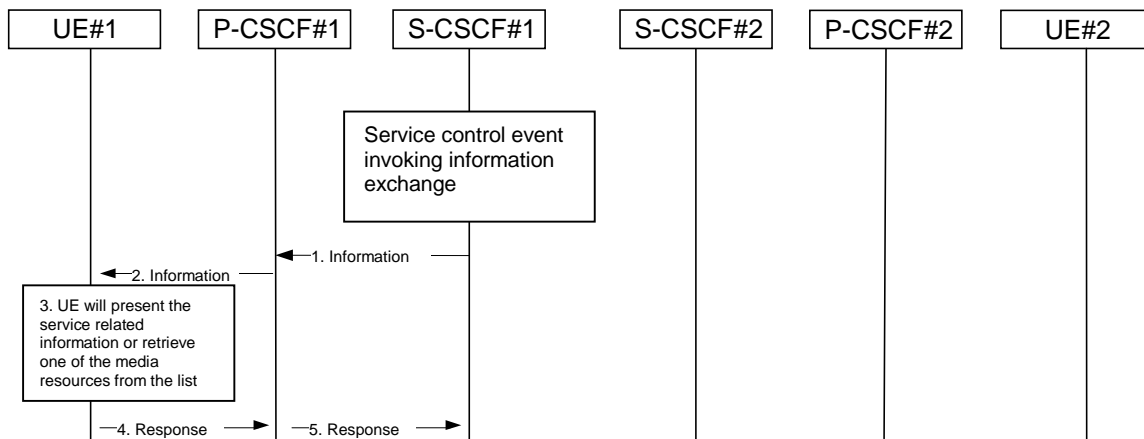 UE#1
P-CSCF#1
S-CSCF#1
S-CSCF#2
P-CSCF#2
UE#2
Service control event
invoking information
exchange
1. Information
2. Information
3. UE will present the
service related
information or retrieve
one of the media
resources from the list
4. Response
5. Response